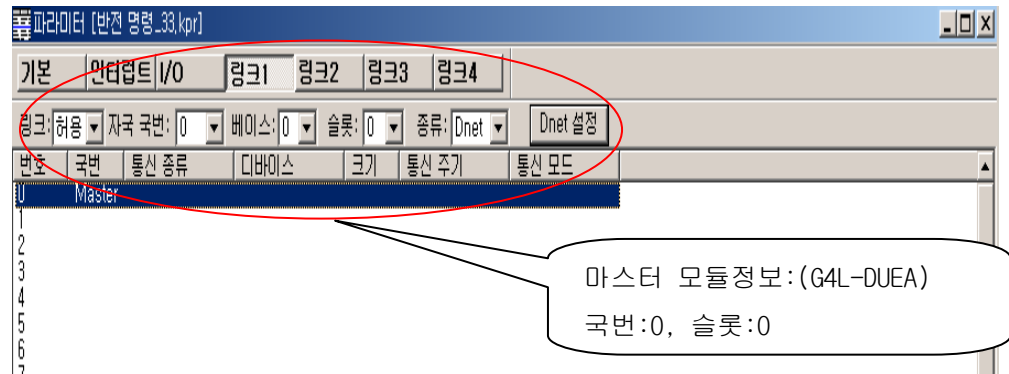 파라미터 [반전 명령_33.kpr]
기본 인터럽트 I/O 링크1 링크2 링크3 링크4
링크: 허용 자국 국번: 0 베이스: 0 슬롯: 0 종류: Dnet Dnet 설정
번호 국번 통신 종류 디바이스 크기 통신 주기 통신 모드
0 Master
1
2
3
4
5
6
7
마스터 모듈정보:(G4L-DUEA)
국번:0, 슬롯:0